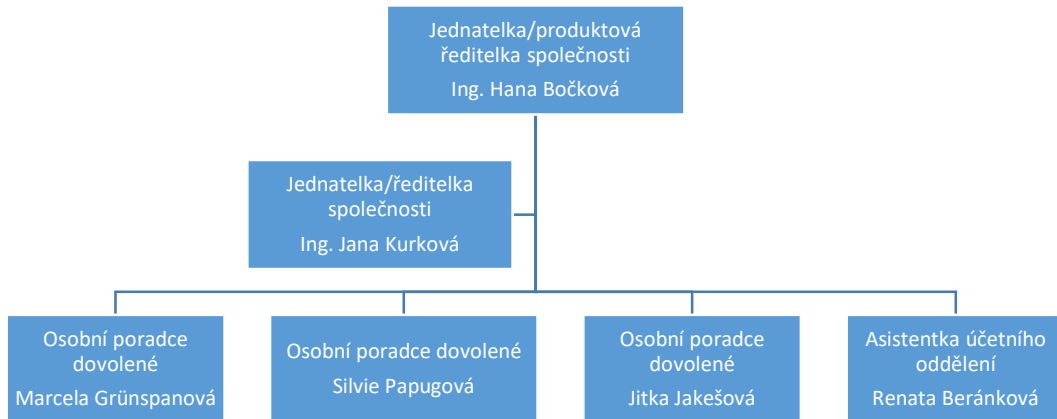 Jednatelka/produktová
ředitelka společnosti
Ing. Hana Bočková
Jednatelka/ředitelka
společnosti
Ing. Jana Kurková
Osobní poradce
dovolené
Marcela Grünspanová
Osobní poradce dovolené
Silvie Papugová
Osobní poradce
dovolené
Jitka Jakešová
Asistentka účetního
oddělení
Renata Beránková